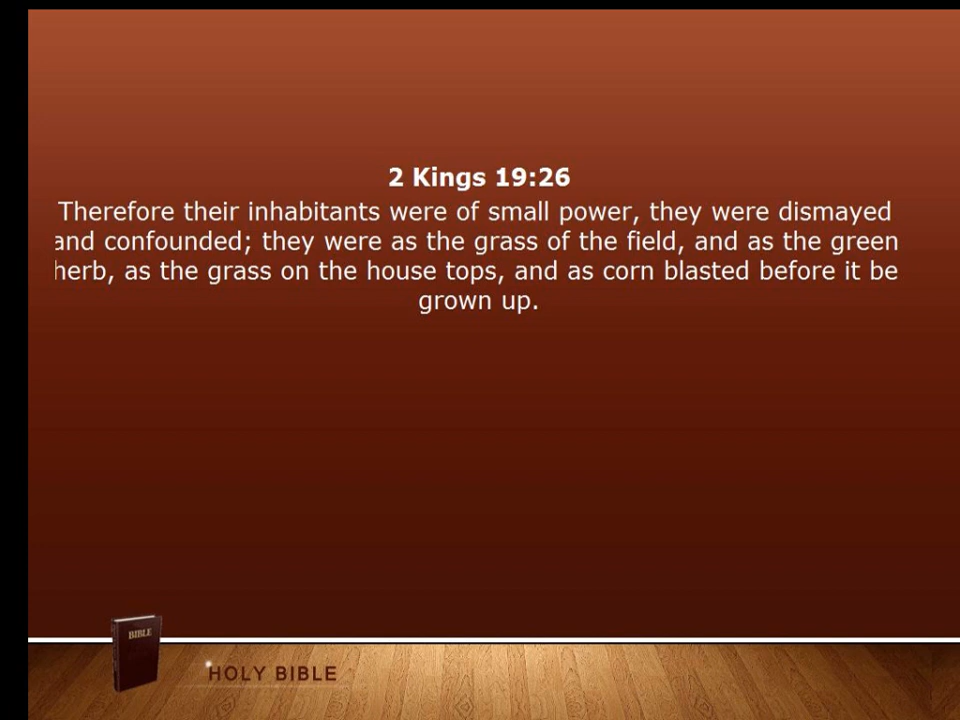 2 Kings 19:26
Therefore their inhabitants were of small power, they were dismayed
and confounded; they were as the grass of the field, and as the green
herb, as the grass on the house tops, and as corn blasted before it be
grown up.
BIBLE
HOLY BIBLE